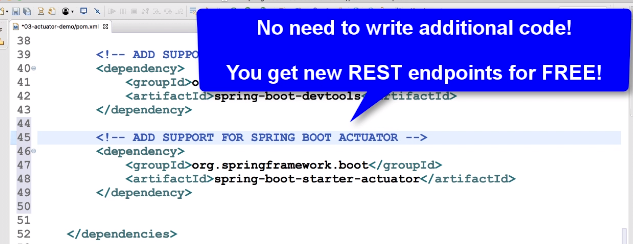 *03-actuator-demo/pom.xml
No need to write additional code!
You get new REST endpoints for FREE!
38
39 <!-- ADD SUPPO
40 <dependency>
41 <groupId>o
42 <artifactId>spring-boot-devtools</artifactId>
43 </dependency>
44
45 <!-- ADD SUPPORT FOR SPRING BOOT ACTUATOR -->
46 <dependency>
47 <groupId>org.springframework.boot</groupId>
48 <artifactId>spring-boot-starter-actuator</artifactId>
49 </dependency>
50
51
52 </dependencies>